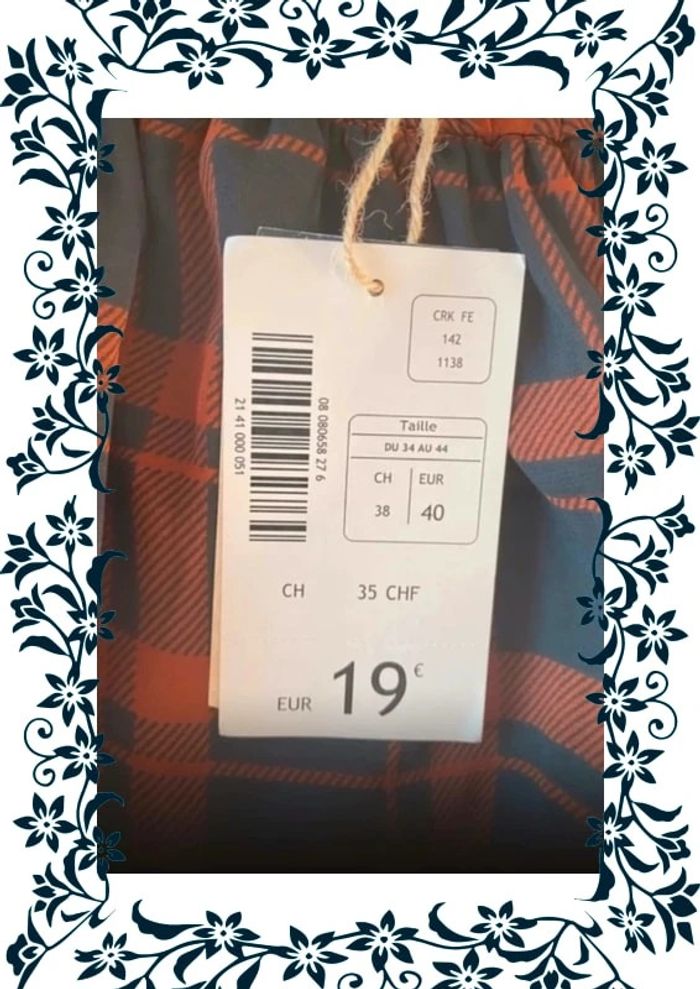 CRK FE
142
1138
Taille
DU 34 AU 44
CH EUR
38 40
08 080658 27 6
21 41 000 051
CH 35 CHF
EUR 19 €